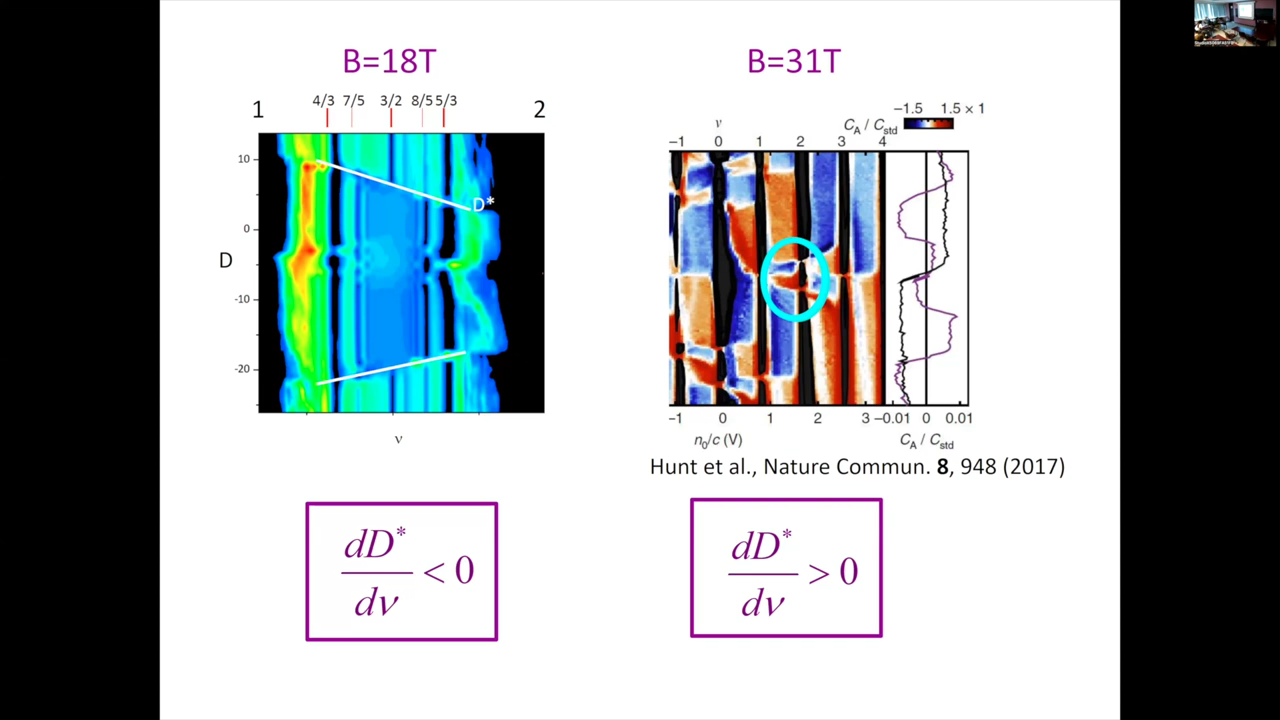 B=18T
1 4/3 7/5 3/2 8/5 5/3 2
10
0
-10
-20
D
D*
ν
dD*/dν < 0
B=31T
−1.5 1.5 × 1
ν C_A / C_std
−1 0 1 2 3 4
−1 0 1 2 3 −0.01 0 0.01
n₀/c (V) C_A / C_std
Hunt et al., Nature Commun. 8, 948 (2017)
dD*/dν > 0